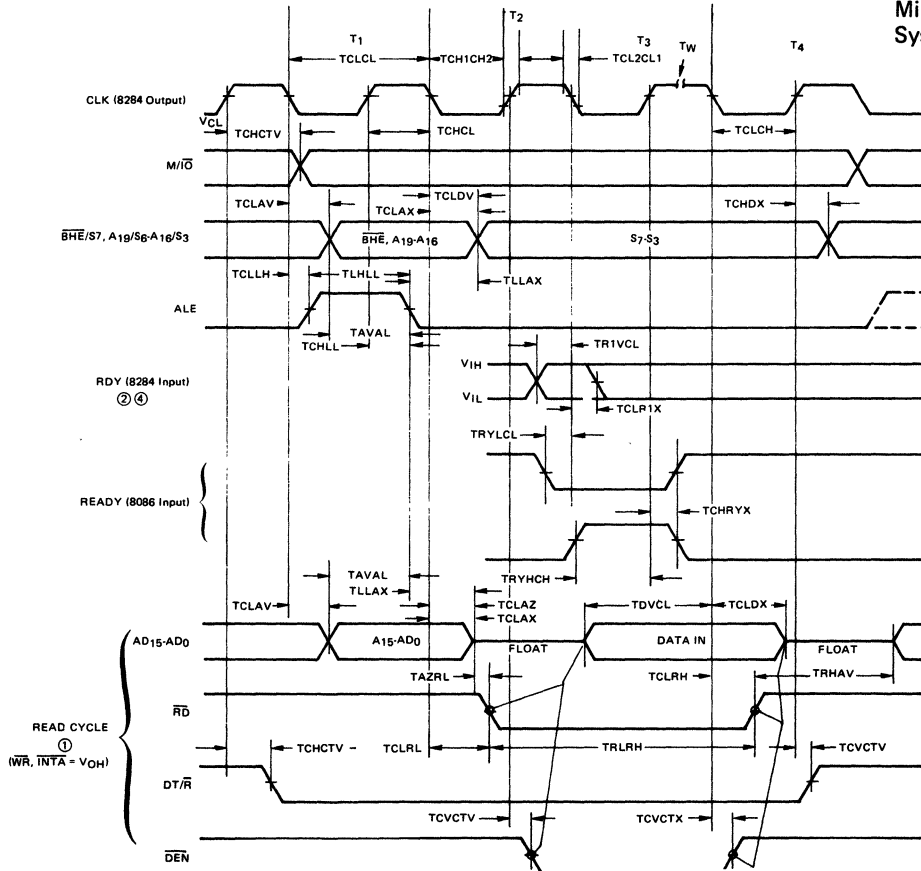 Mi
Sys
T1
T2
T3
TW
T4
TCLCL
TCH1CH2
TCL2CL1
CLK (8284 Output)
VCL
TCHCTV
TCHCL
TCLCH
M/IO
TCLDV
TCLAV
TCLAX
TCHDX
BHE/S7, A19/S6-A16/S3
BHE, A19-A16
S7-S3
TCLLH
TLHLL
TLLAX
ALE
TAVAL
TCHLL
TR1VCL
VIH
RDY (8284 Input)
VIL
② ④
TCLR1X
TRYLCL
READY (8086 Input)
TCHRYX
TAVAL
TRYHCH
TLLAX
TCLAV
TCLAZ
TDVCL
TCLDX
TCLAX
AD15-AD0
A15-AD0
FLOAT
DATA IN
FLOAT
TAZRL
TCLRH
TRHAV
RD
READ CYCLE
①
(WR, INTA = VOH)
TCHCTV
TCLRL
TRLRH
TCVCTV
DT/R
TCVCTV
TCVCTX
DEN